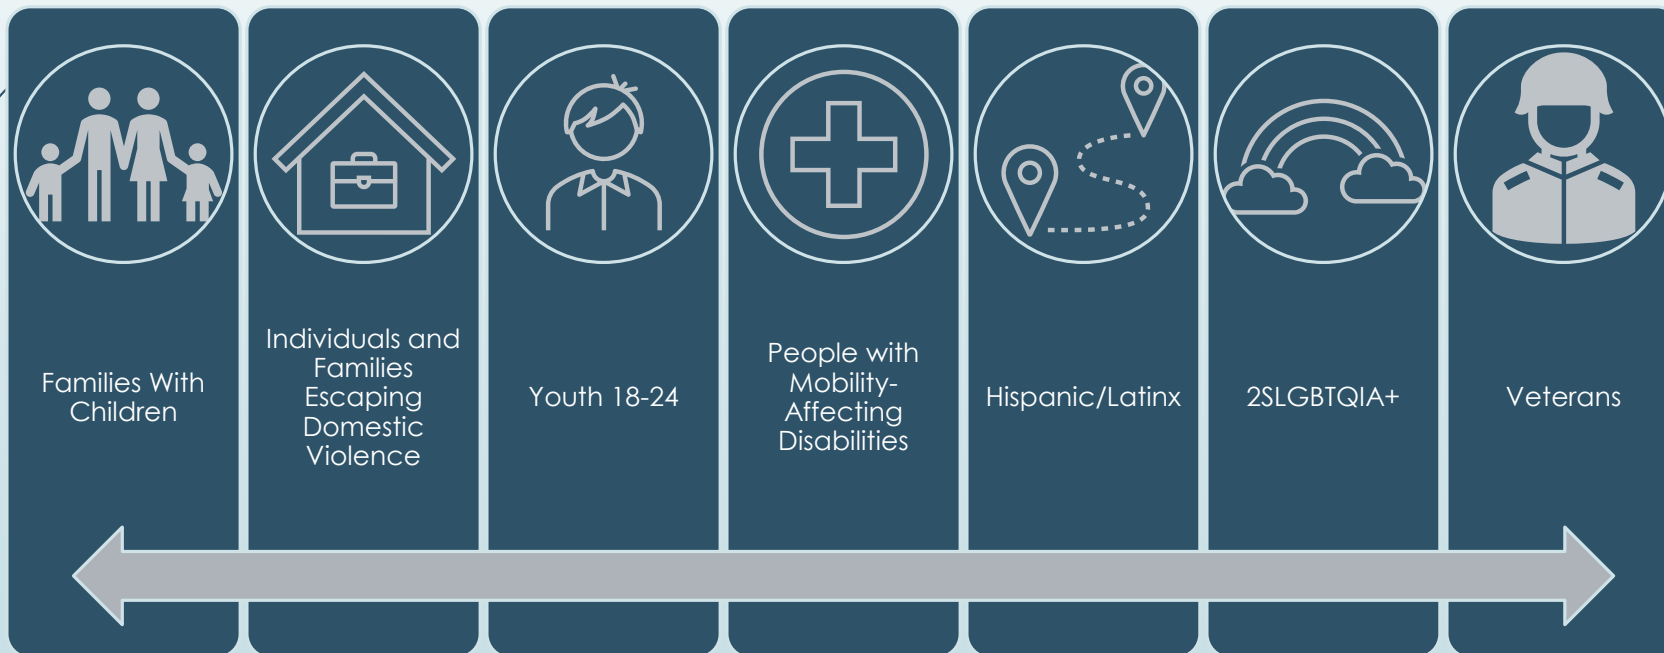 Families With
Children
Individuals and
Families
Escaping
Domestic
Violence
Youth 18-24
People with
Mobility-
Affecting
Disabilities
Hispanic/Latinx
2SLGBTQIA+
Veterans